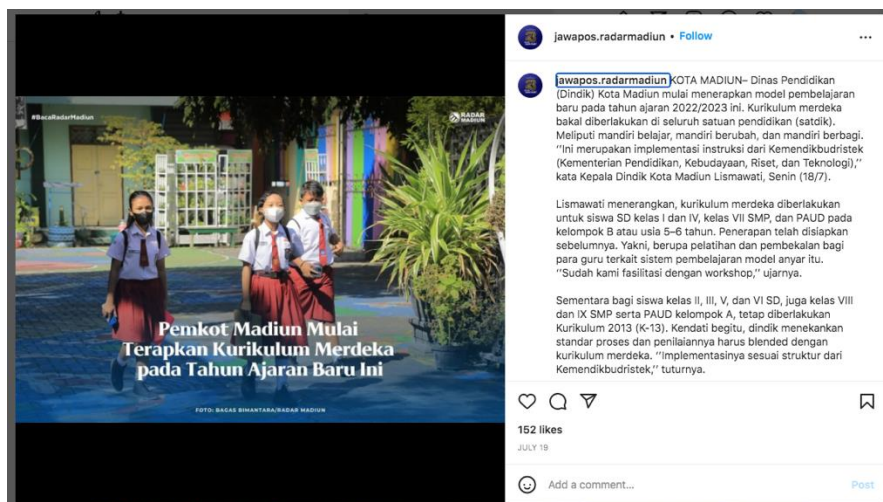 #BacaRadarMadiun
RADAR
MADIUN
Pemkot Madiun Mulai
Terapkan Kurikulum Merdeka
pada Tahun Ajaran Baru Ini
FOTO: BAGAS BIMANTARA/RADAR MADIUN
jawapos.radarmadiun • Follow
jawapos.radarmadiun KOTA MADIUN– Dinas Pendidikan
(Dindik) Kota Madiun mulai menerapkan model pembelajaran
baru pada tahun ajaran 2022/2023 ini. Kurikulum merdeka
bakal diberlakukan di seluruh satuan pendidikan (satdik).
Meliputi mandiri belajar, mandiri berubah, dan mandiri berbagi.
‘’Ini merupakan implementasi instruksi dari Kemendikbudristek
(Kementerian Pendidikan, Kebudayaan, Riset, dan Teknologi),’’
kata Kepala Dindik Kota Madiun Lismawati, Senin (18/7).
Lismawati menerangkan, kurikulum merdeka diberlakukan
untuk siswa SD kelas I dan IV, kelas VII SMP, dan PAUD pada
kelompok B atau usia 5–6 tahun. Penerapan telah disiapkan
sebelumnya. Yakni, berupa pelatihan dan pembekalan bagi
para guru terkait sistem pembelajaran model anyar itu.
‘’Sudah kami fasilitasi dengan workshop,’’ ujarnya.
Sementara bagi siswa kelas II, III, V, dan VI SD, juga kelas VIII
dan IX SMP serta PAUD kelompok A, tetap diberlakukan
Kurikulum 2013 (K-13). Kendati begitu, dindik menekankan
standar proses dan penilaiannya harus blended dengan
kurikulum merdeka. ‘’Implementasinya sesuai struktur dari
Kemendikbudristek,’’ tuturnya.
152 likes
JULY 19
Add a comment...
Post